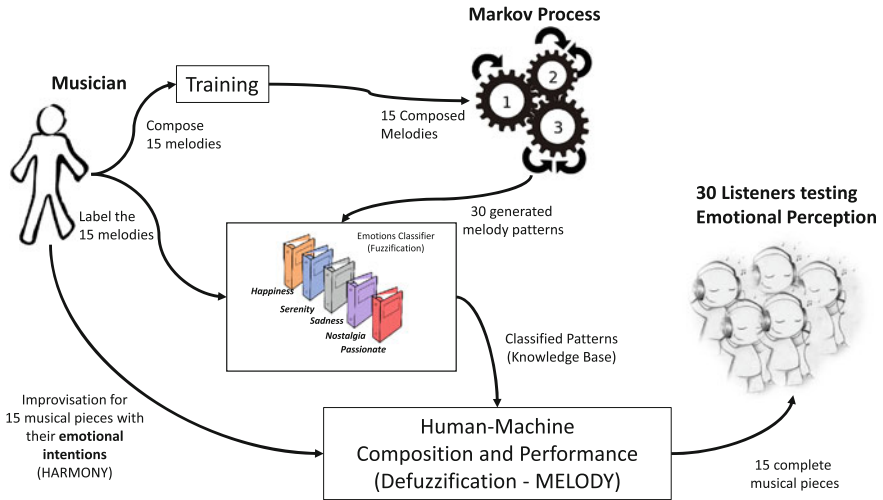 Markov Process
Musician
Training
1
2
3
Compose
15 melodies
15 Composed
Melodies
Label the
15 melodies
30 generated
melody patterns
30 Listeners testing
Emotional Perception
Emotions Classifier
(Fuzzification)
Happiness
Serenity
Sadness
Nostalgia
Passionate
Classified Patterns
(Knowledge Base)
Improvisation for
15 musical pieces with
their emotional
intentions
(HARMONY)
Human-Machine
Composition and Performance
(Defuzzification - MELODY)
15 complete
musical pieces